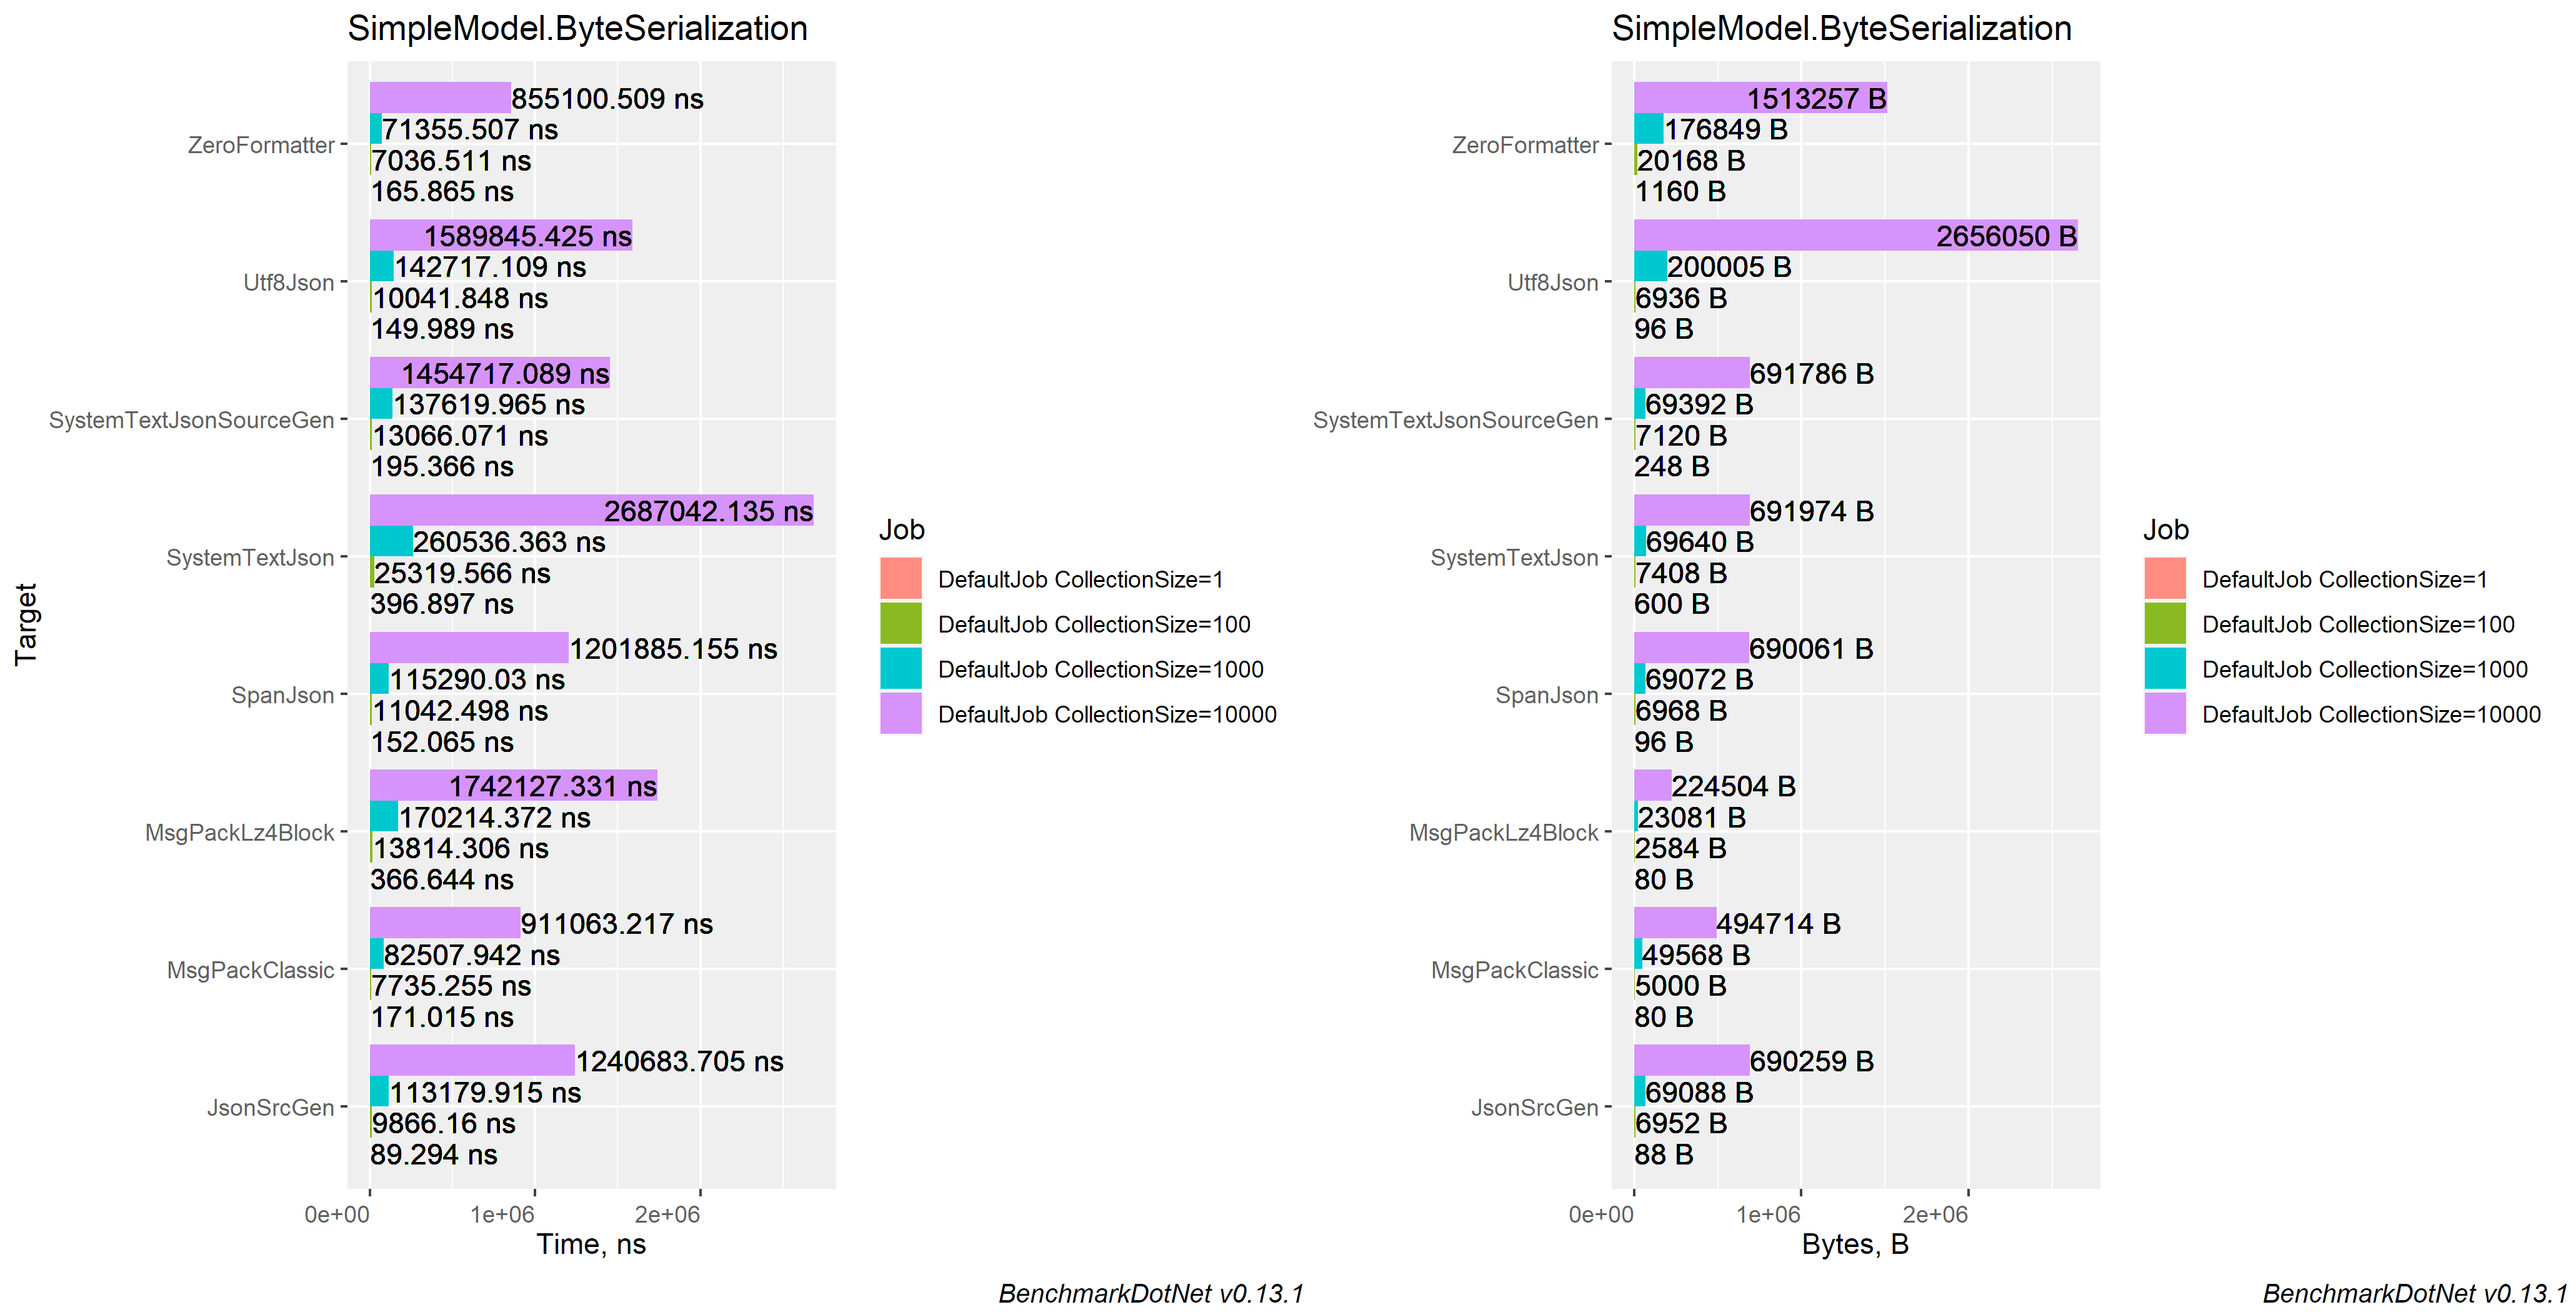 SimpleModel.ByteSerialization
Target
ZeroFormatter
855100.509 ns
71355.507 ns
7036.511 ns
165.865 ns
Utf8Json
1589845.425 ns
142717.109 ns
10041.848 ns
149.989 ns
SystemTextJsonSourceGen
1454717.089 ns
137619.965 ns
13066.071 ns
195.366 ns
SystemTextJson
2687042.135 ns
260536.363 ns
25319.566 ns
396.897 ns
SpanJson
1201885.155 ns
115290.03 ns
11042.498 ns
152.065 ns
MsgPackLz4Block
1742127.331 ns
170214.372 ns
13814.306 ns
366.644 ns
MsgPackClassic
911063.217 ns
82507.942 ns
7735.255 ns
171.015 ns
JsonSrcGen
1240683.705 ns
113179.915 ns
9866.16 ns
89.294 ns
0e+00 1e+06 2e+06
Time, ns
Job
DefaultJob CollectionSize=1
DefaultJob CollectionSize=100
DefaultJob CollectionSize=1000
DefaultJob CollectionSize=10000
BenchmarkDotNet v0.13.1
SimpleModel.ByteSerialization
ZeroFormatter
1513257 B
176849 B
20168 B
1160 B
Utf8Json
2656050 B
200005 B
6936 B
96 B
SystemTextJsonSourceGen
691786 B
69392 B
7120 B
248 B
SystemTextJson
691974 B
69640 B
7408 B
600 B
SpanJson
690061 B
69072 B
6968 B
96 B
MsgPackLz4Block
224504 B
23081 B
2584 B
80 B
MsgPackClassic
494714 B
49568 B
5000 B
80 B
JsonSrcGen
690259 B
69088 B
6952 B
88 B
0e+00 1e+06 2e+06
Bytes, B
Job
DefaultJob CollectionSize=1
DefaultJob CollectionSize=100
DefaultJob CollectionSize=1000
DefaultJob CollectionSize=10000
BenchmarkDotNet v0.13.1